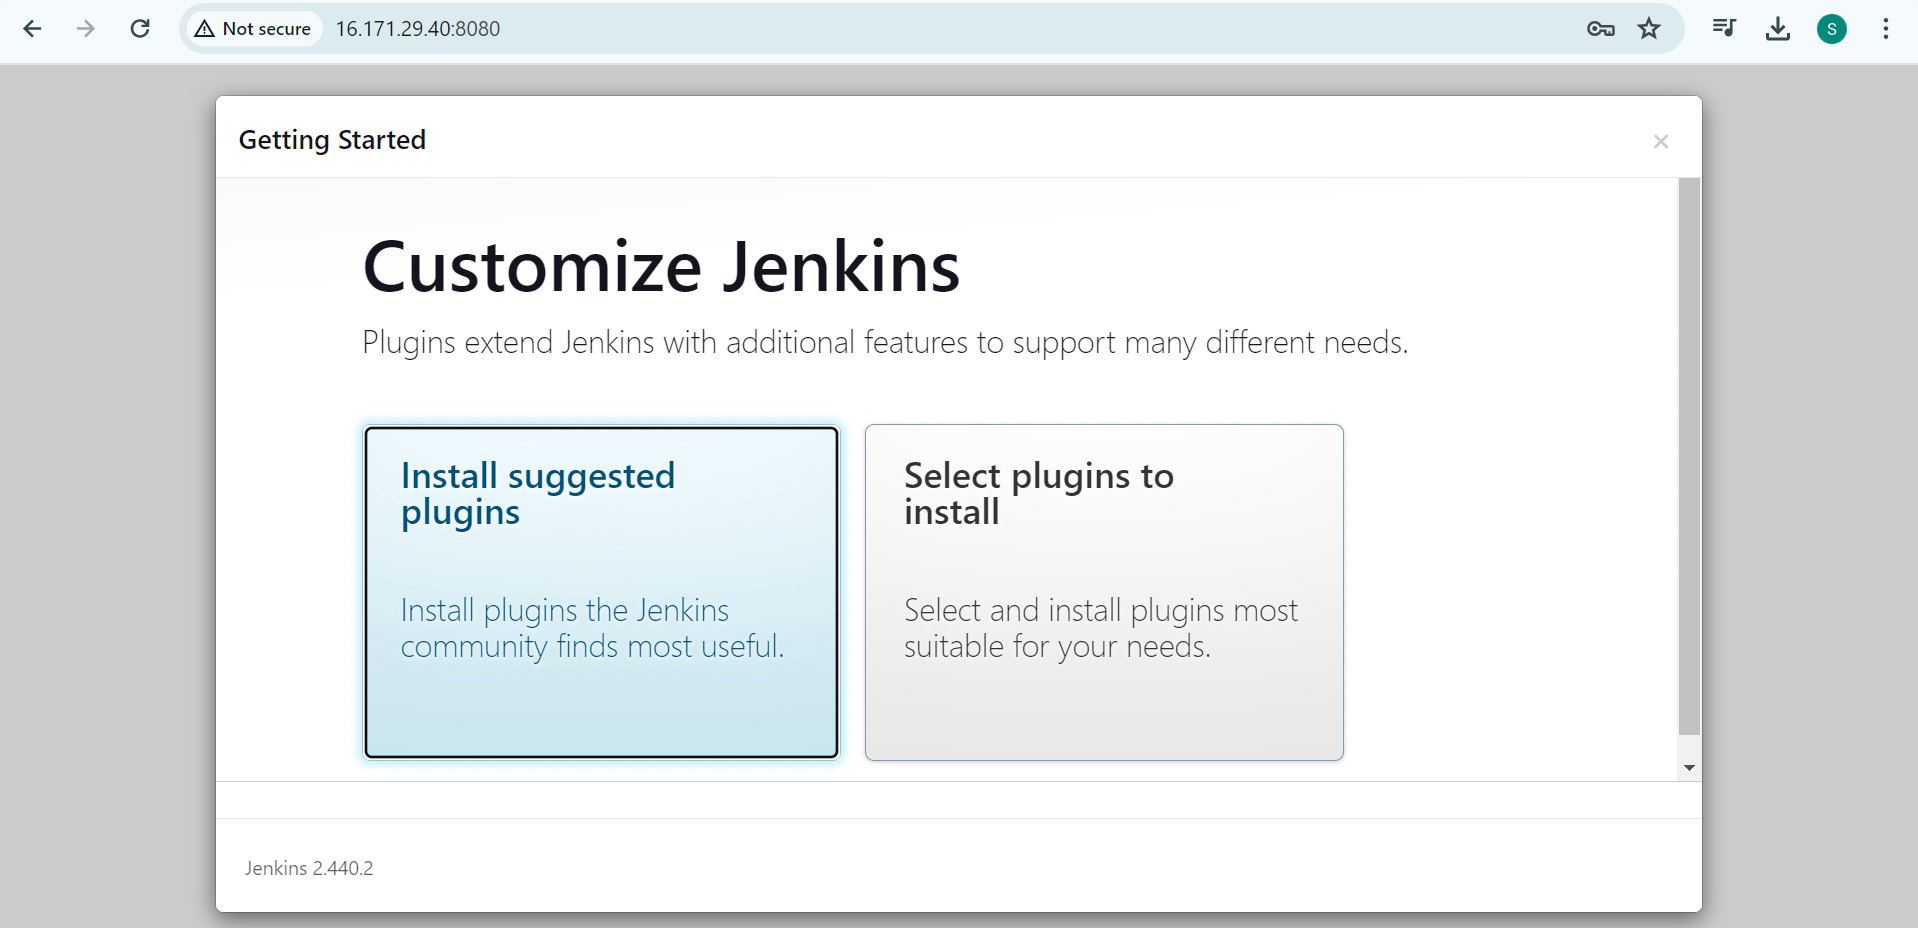 Not secure
16.171.29.40:8080
S
Getting Started
×
Customize Jenkins
Plugins extend Jenkins with additional features to support many different needs.
Install suggested
plugins
Install plugins the Jenkins
community finds most useful.
Select plugins to
install
Select and install plugins most
suitable for your needs.
Jenkins 2.440.2